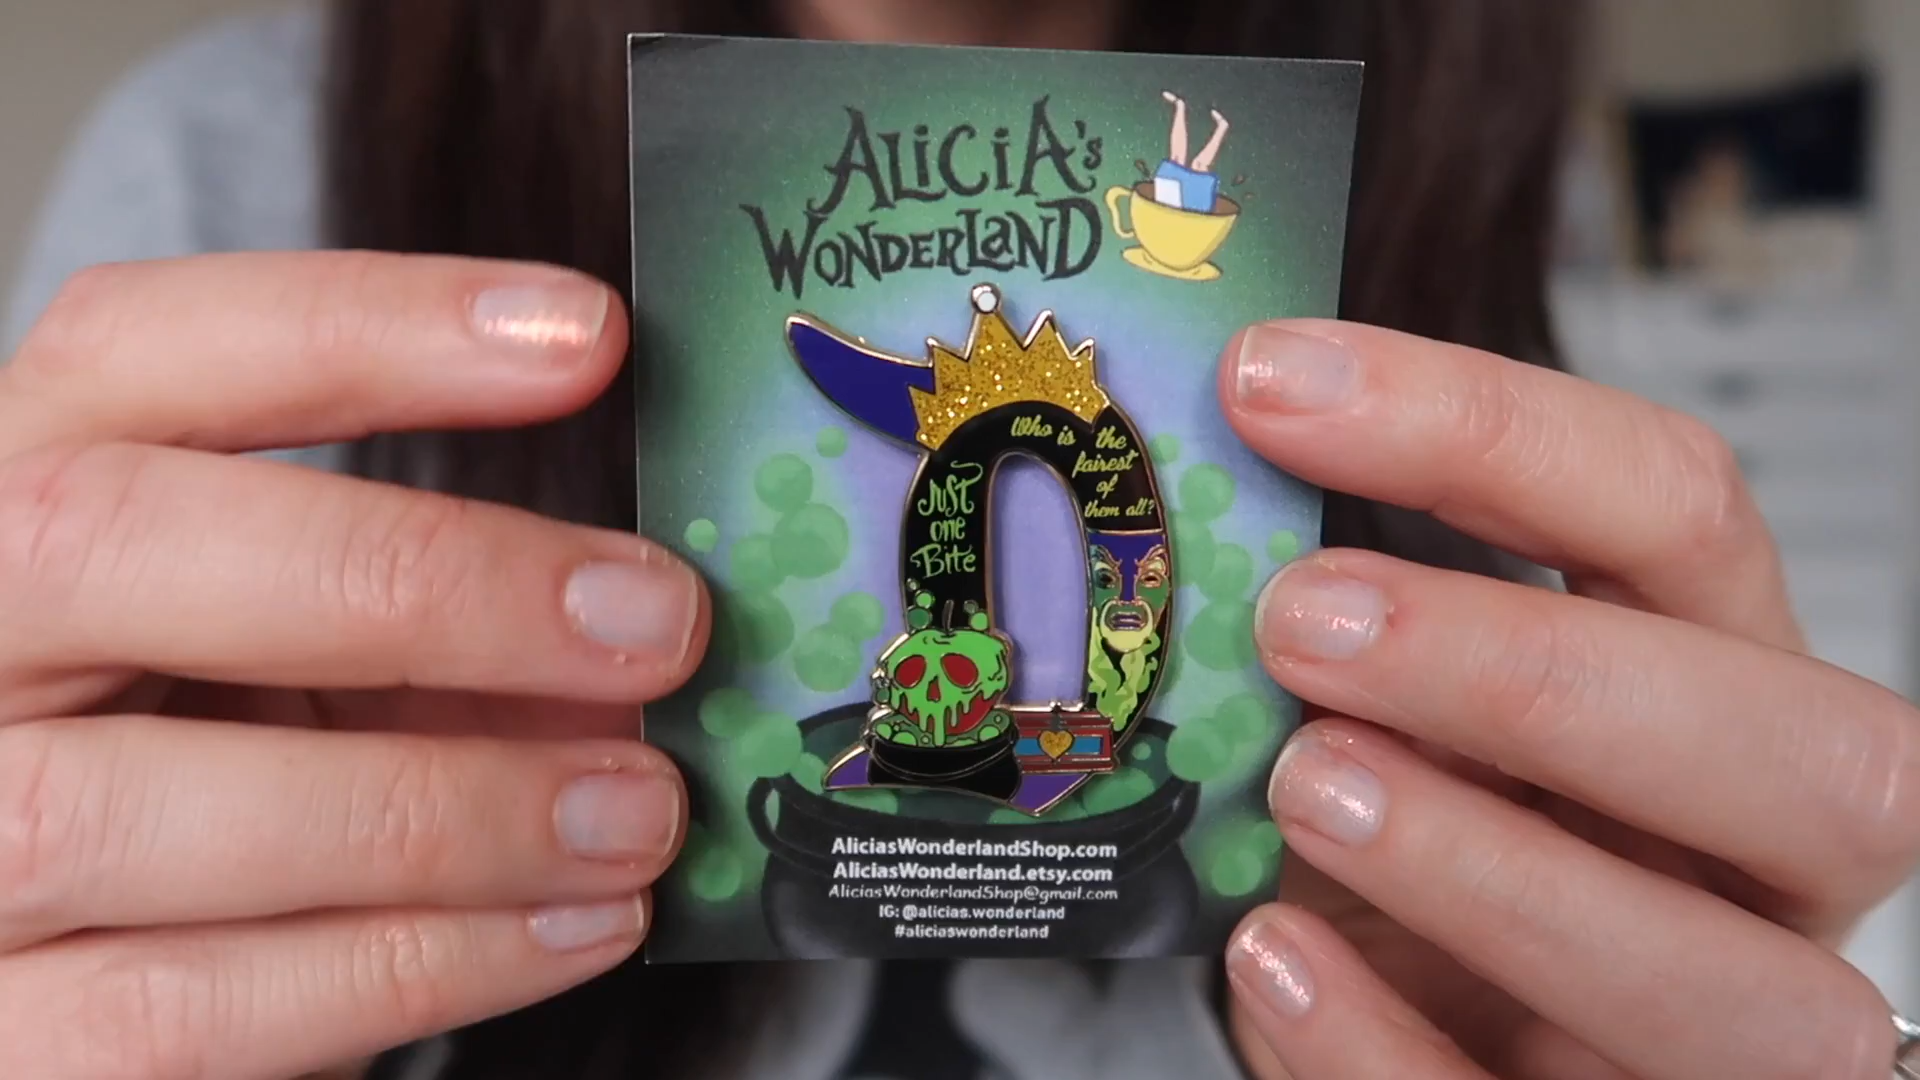 ALiCiA's
WONDERLaND
Who is the
fairest
of
them all?
Just
one
Bite
AliciasWonderlandShop.com
AliciasWonderland.etsy.com
AliciasWonderlandShop@gmail.com
IG: @alicias.wonderland
#aliciaswonderland